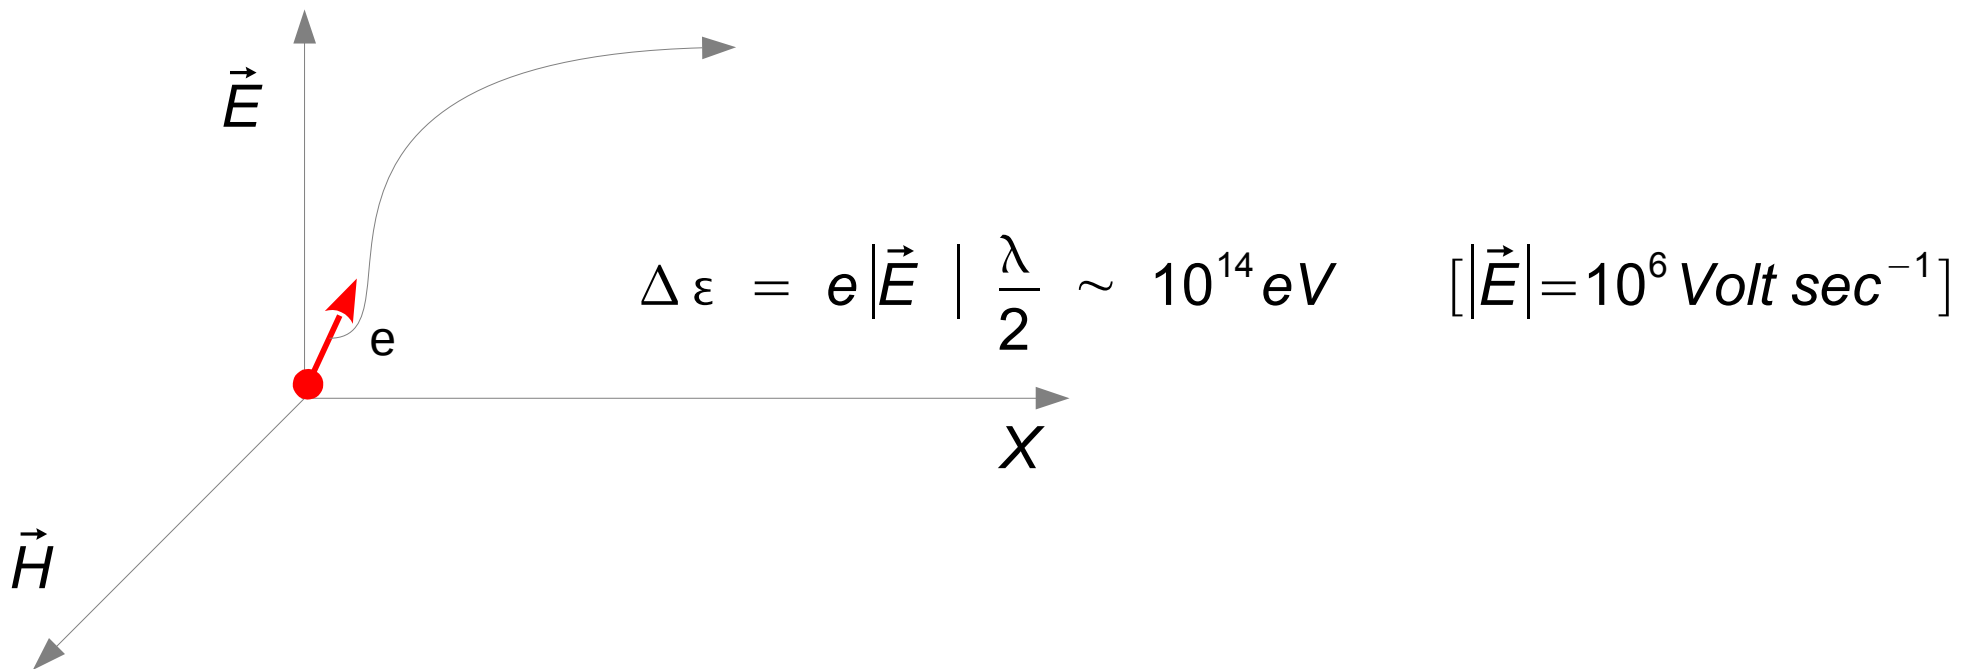 E⃗
Δ ε = e|E⃗ | λ/2 ∼ 10¹⁴ eV [|E⃗|=10⁶ Volt sec⁻¹]
e
X
H⃗